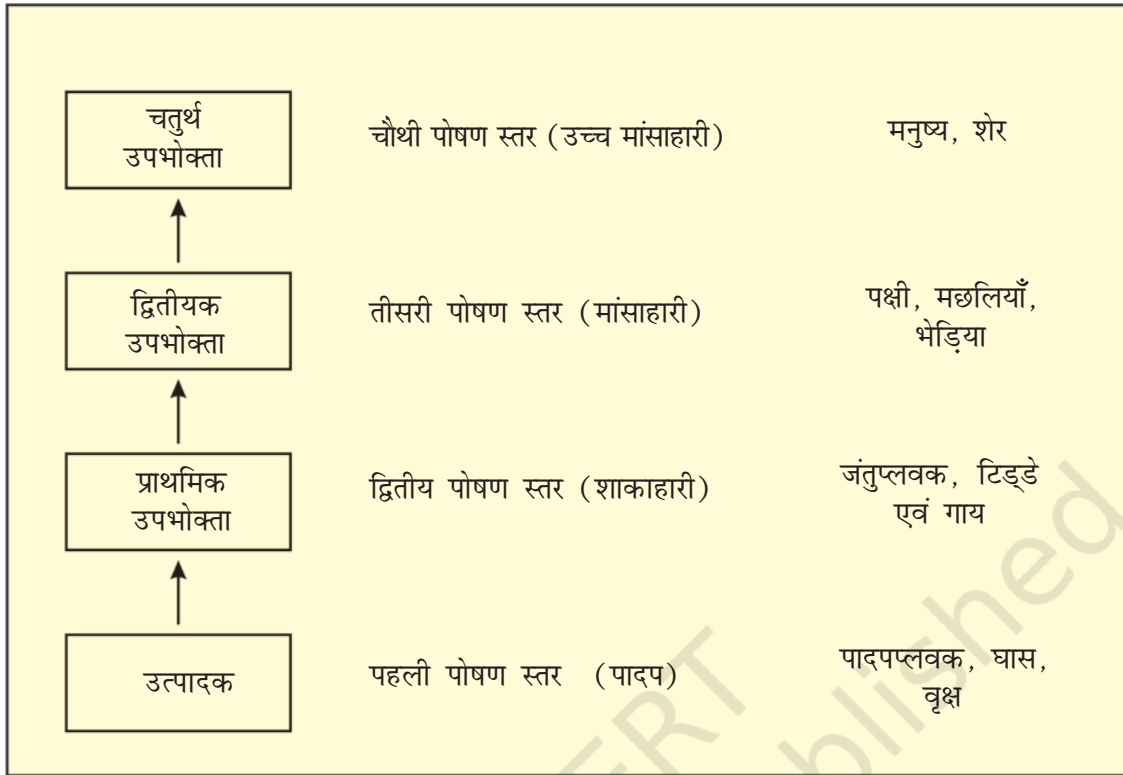 चतुर्थ
उपभोक्ता
चौथी पोषण स्तर (उच्च मांसाहारी)
मनुष्य, शेर
द्वितीयक
उपभोक्ता
तीसरी पोषण स्तर (मांसाहारी)
पक्षी, मछलियाँ,
भेड़िया
प्राथमिक
उपभोक्ता
द्वितीय पोषण स्तर (शाकाहारी)
जंतुप्लवक, टिड्डे
एवं गाय
उत्पादक
पहली पोषण स्तर (पादप)
पादपप्लवक, घास,
वृक्ष